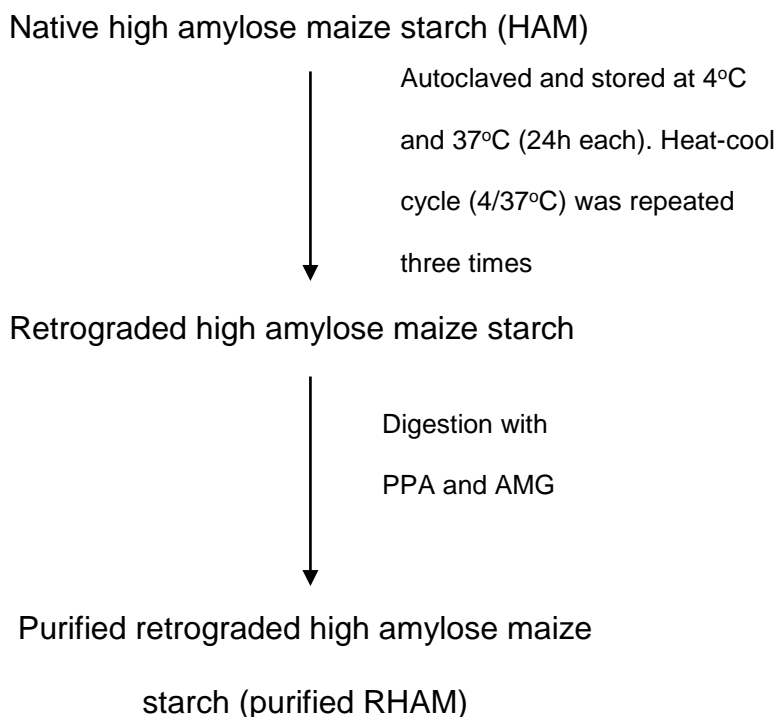 Native high amylose maize starch (HAM)
Autoclaved and stored at 4°C
and 37°C (24h each). Heat-cool
cycle (4/37°C) was repeated
three times
Retrograded high amylose maize starch
Digestion with
PPA and AMG
Purified retrograded high amylose maize
starch (purified RHAM)